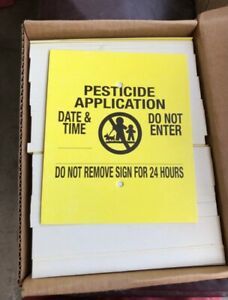 PESTICIDE
APPLICATION
DATE & DO NOT
TIME ENTER
DO NOT REMOVE SIGN FOR 24 HOURS